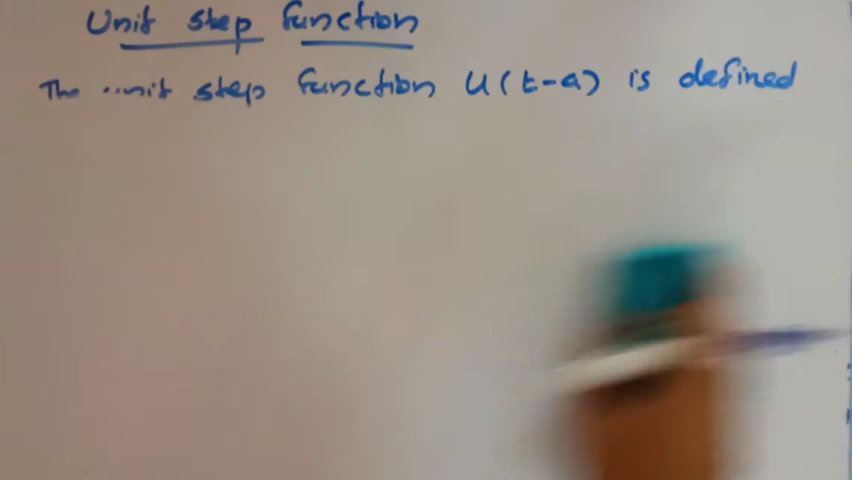 Unit step function
The unit step function U(t-a) is defined